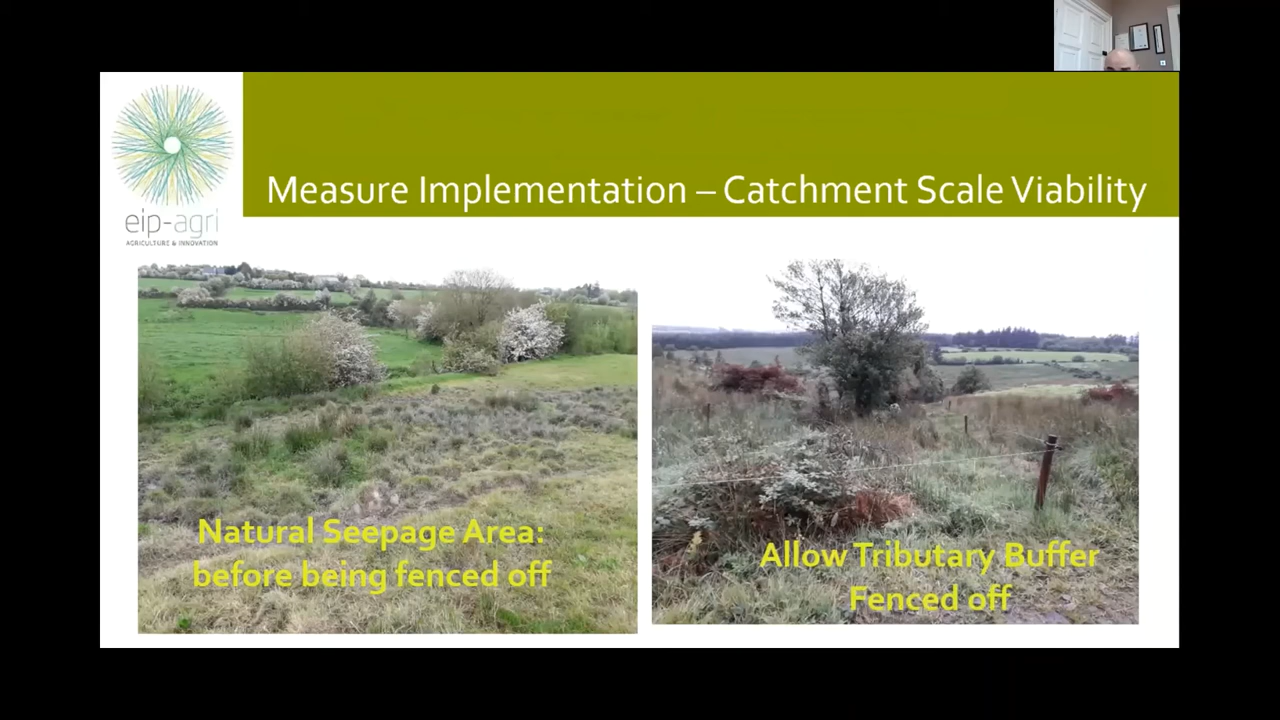 eip-agri
AGRICULTURE & INNOVATION
Measure Implementation – Catchment Scale Viability
Natural Seepage Area:
before being fenced off
Allow Tributary Buffer
Fenced off